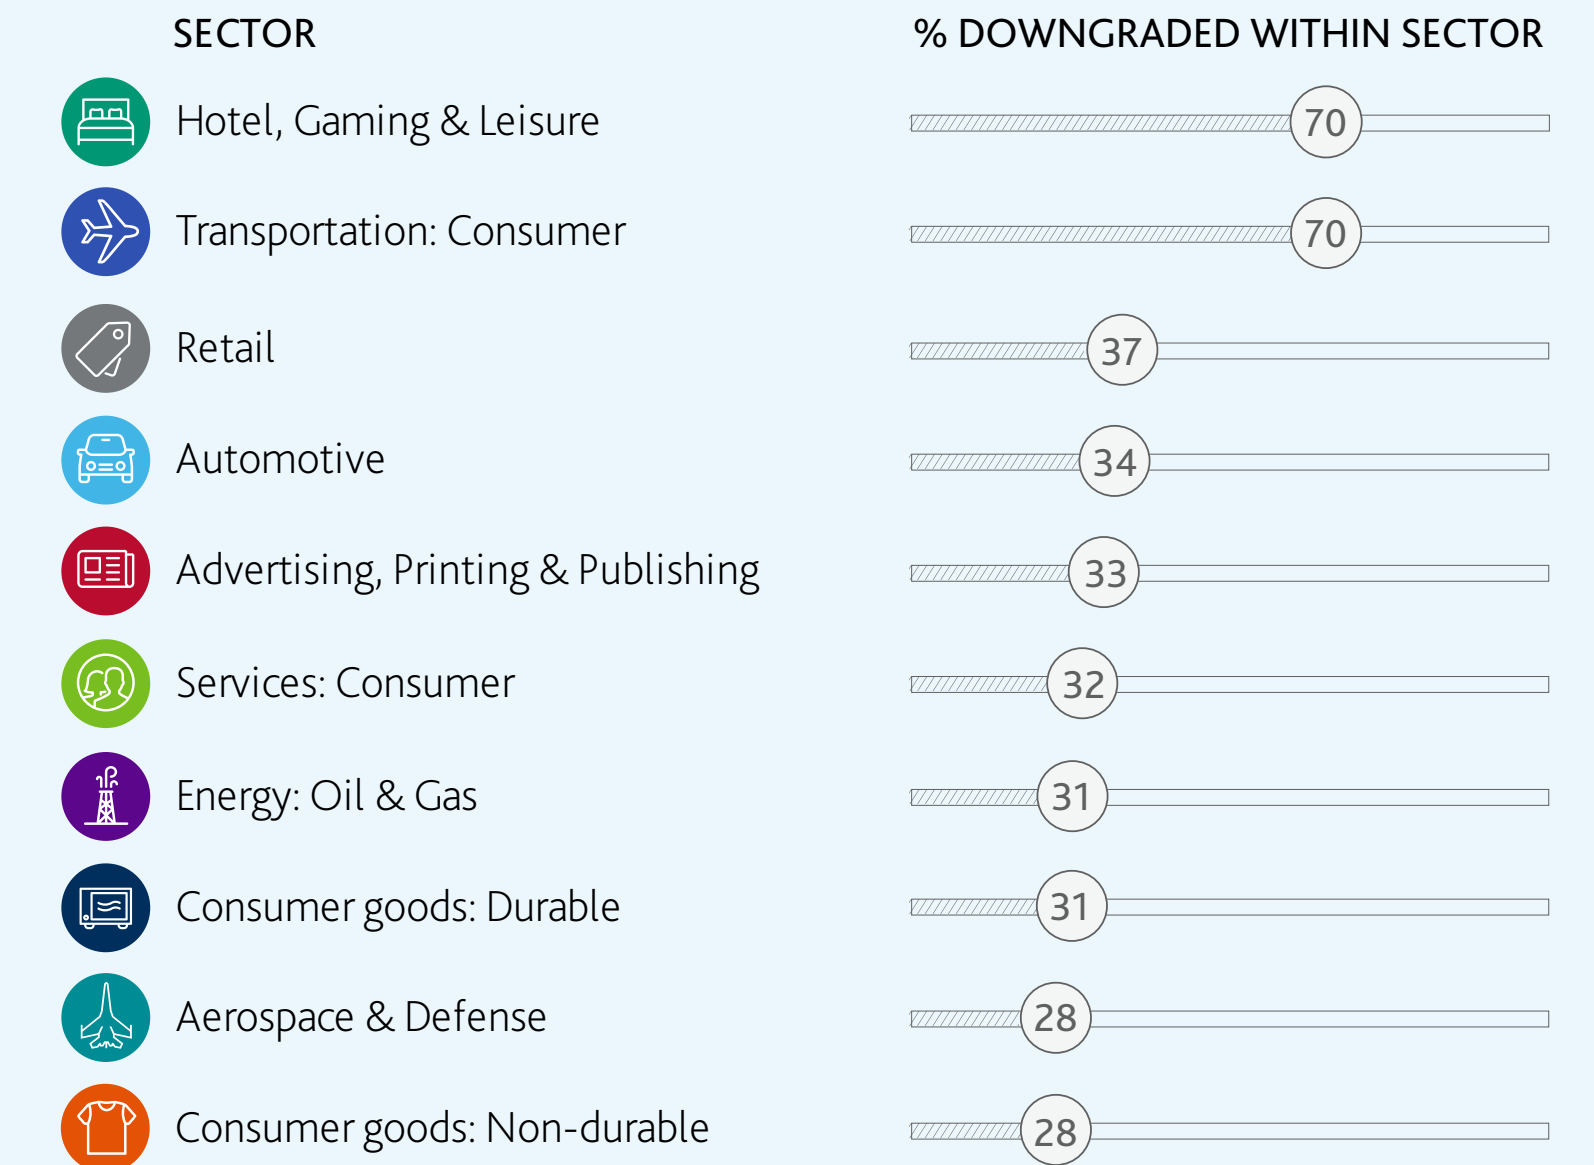 SECTOR % DOWNGRADED WITHIN SECTOR
Hotel, Gaming & Leisure 70
Transportation: Consumer 70
Retail 37
Automotive 34
Advertising, Printing & Publishing 33
Services: Consumer 32
Energy: Oil & Gas 31
Consumer goods: Durable 31
Aerospace & Defense 28
Consumer goods: Non-durable 28